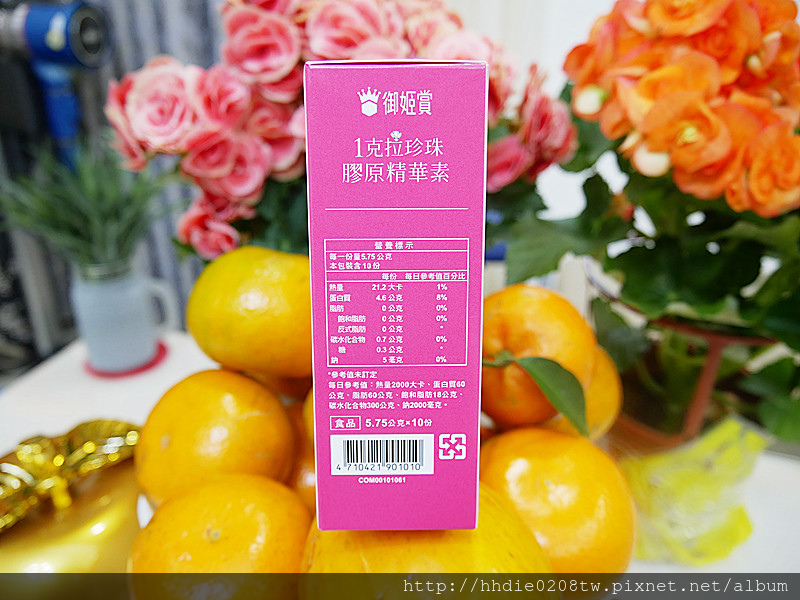 御姬賞
1克拉珍珠
膠原精華素
營養標示
每一份量5.75公克
本包裝含10份
每份 每日參考值百分比
熱量 21.2大卡 1%
蛋白質 4.6公克 8%
脂肪 0公克 0%
飽和脂肪 0公克 0%
反式脂肪 0公克 *
碳水化合物 0.7公克 0%
糖 0.3公克 *
鈉 5毫克 0%
*參考值未訂定
每日參考值：熱量2000大卡、蛋白質60
公克、脂肪60公克、飽和脂肪18公克、
碳水化合物300公克、鈉2000毫克。
食品 5.75公克×10份
4 710421 901010
COM00101061
http://hhdie0208tw.pixnet.net/album